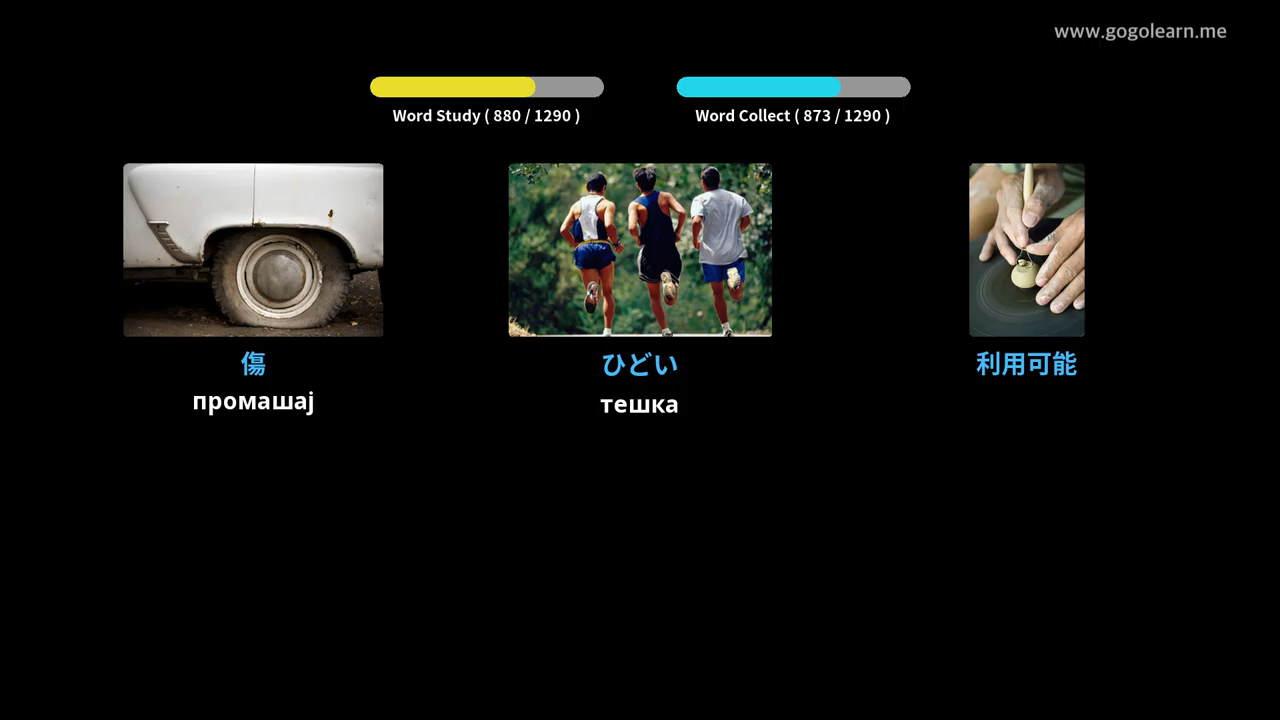 www.gogolearn.me
Word Study ( 880 / 1290 )
Word Collect ( 873 / 1290 )
傷
ひどい
利用可能
промашај
тешка